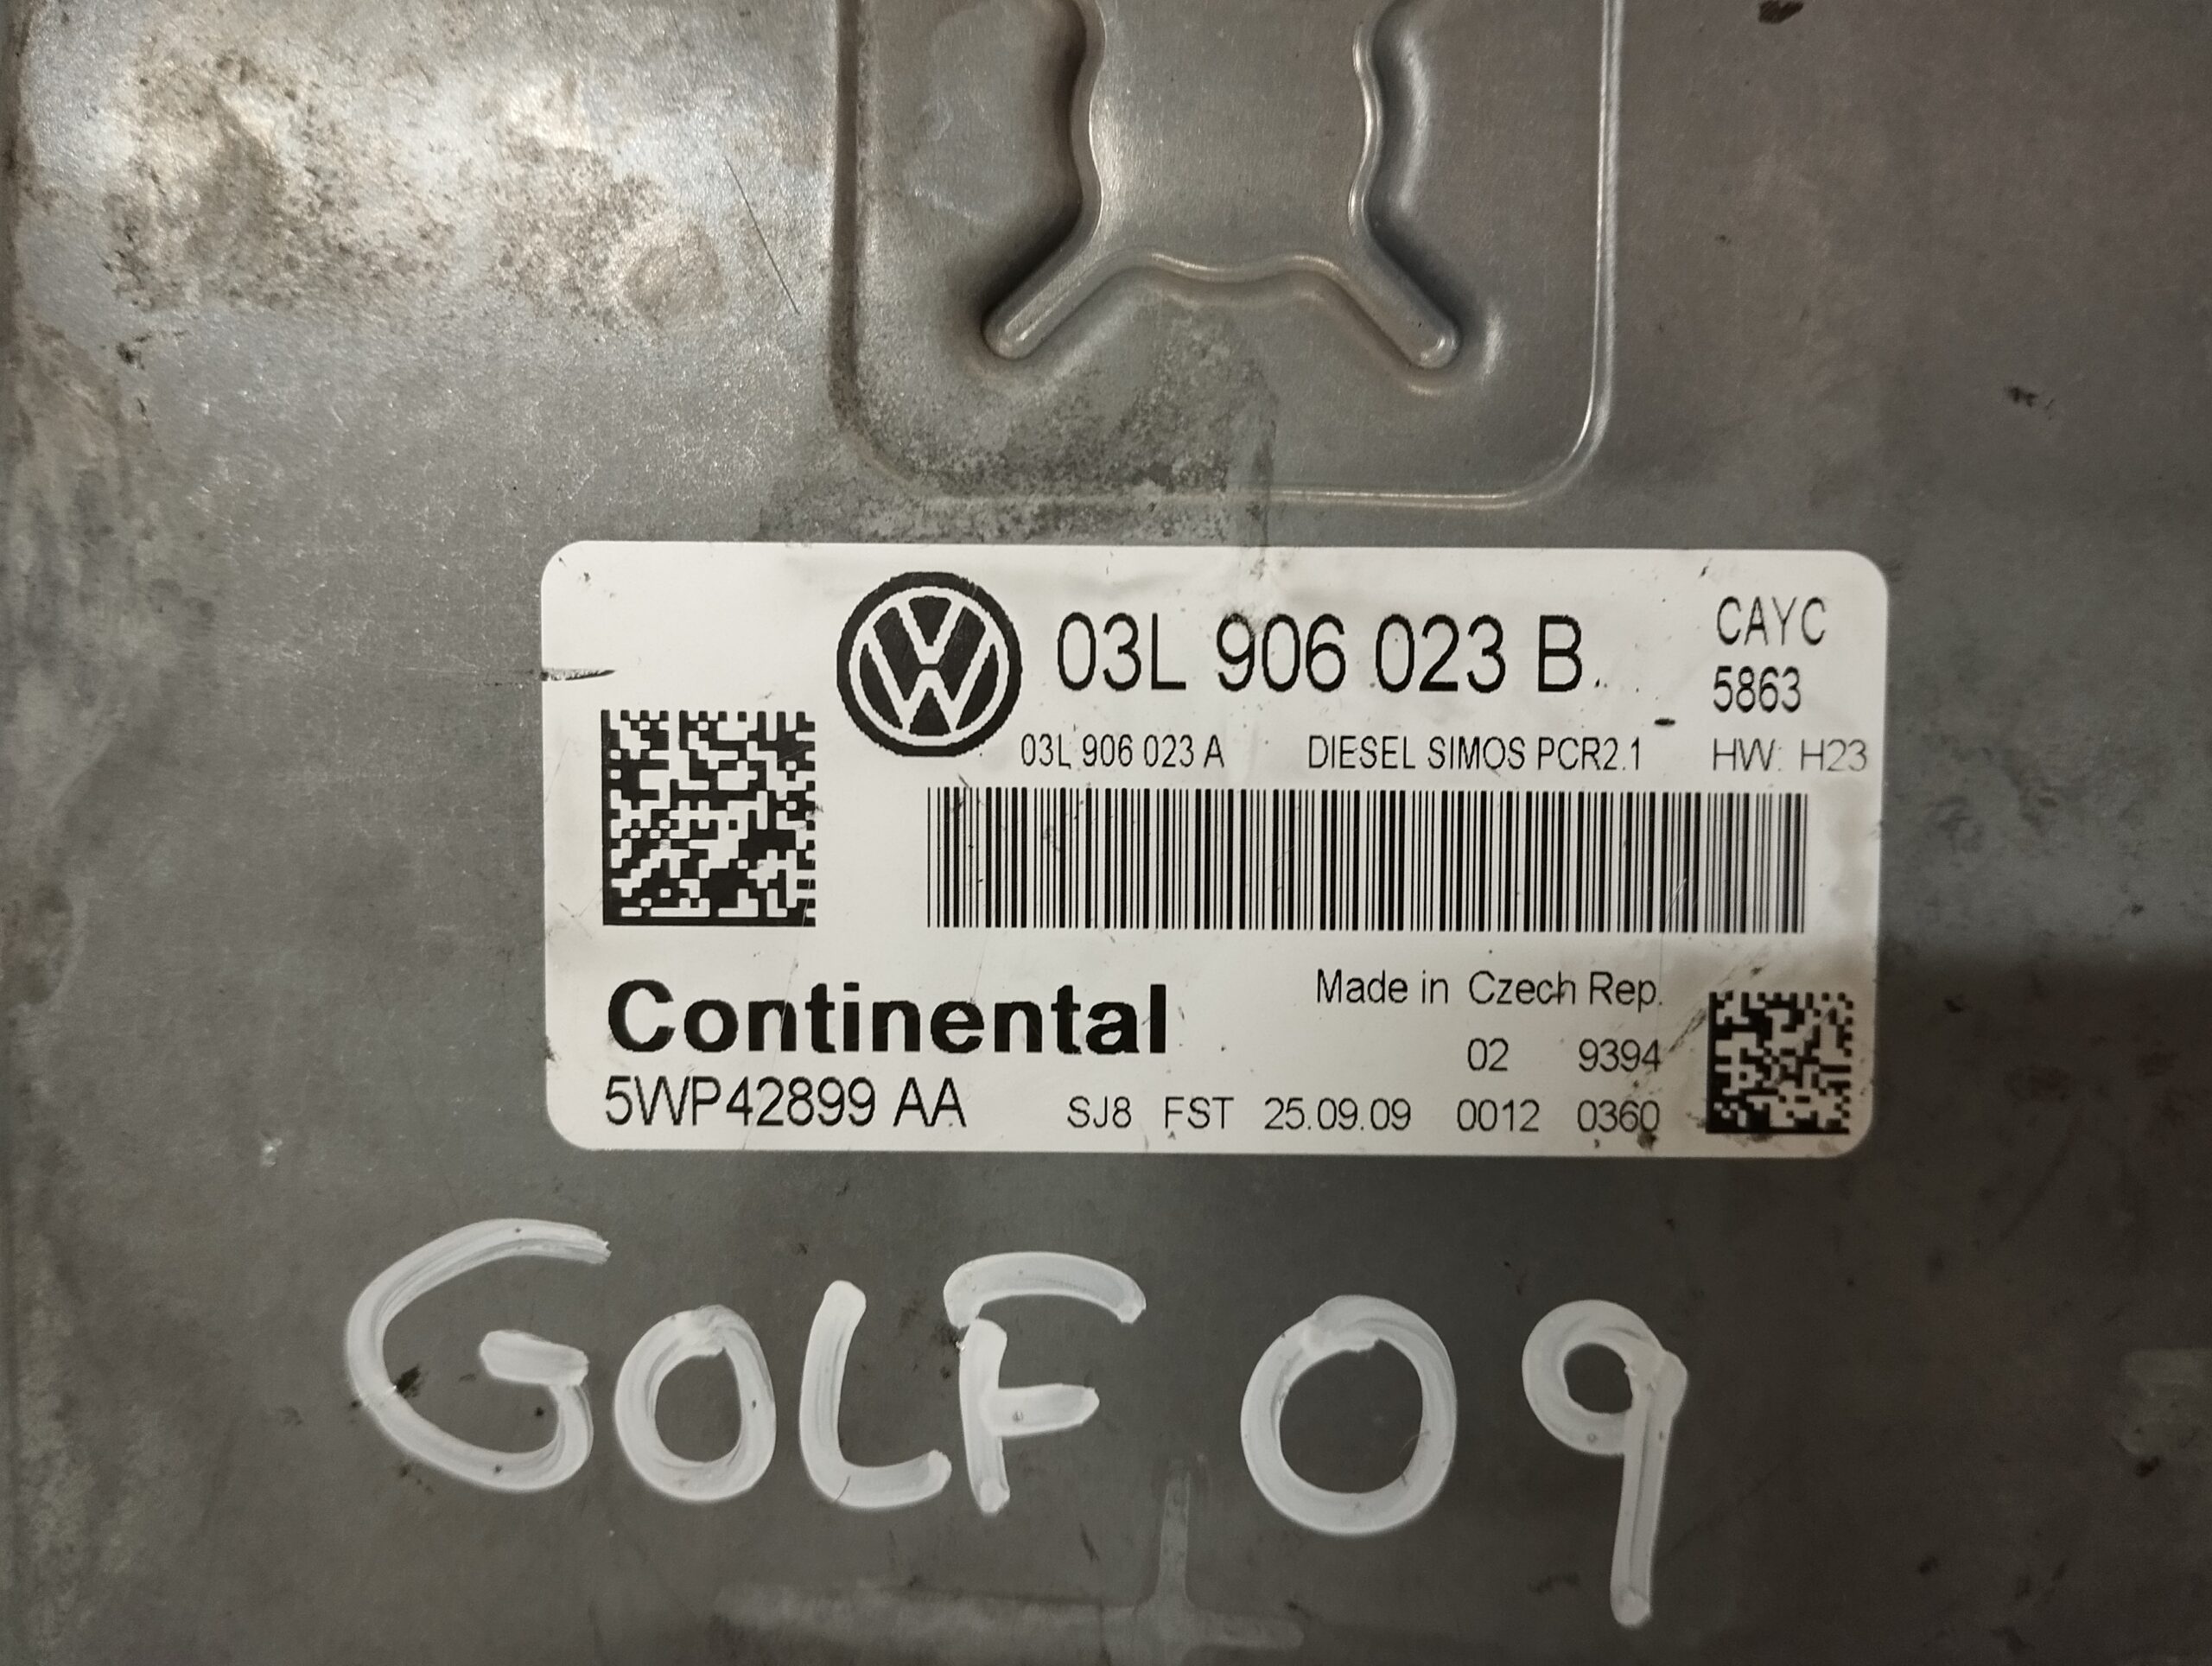 03L 906 023 B
CAYC
5863
03L 906 023 A DIESEL SIMOS PCR2.1 HW: H23
Continental
Made in Czech Rep.
02 9394
5WP42899 AA SJ8 FST 25.09.09 0012 0360
GOLF 09